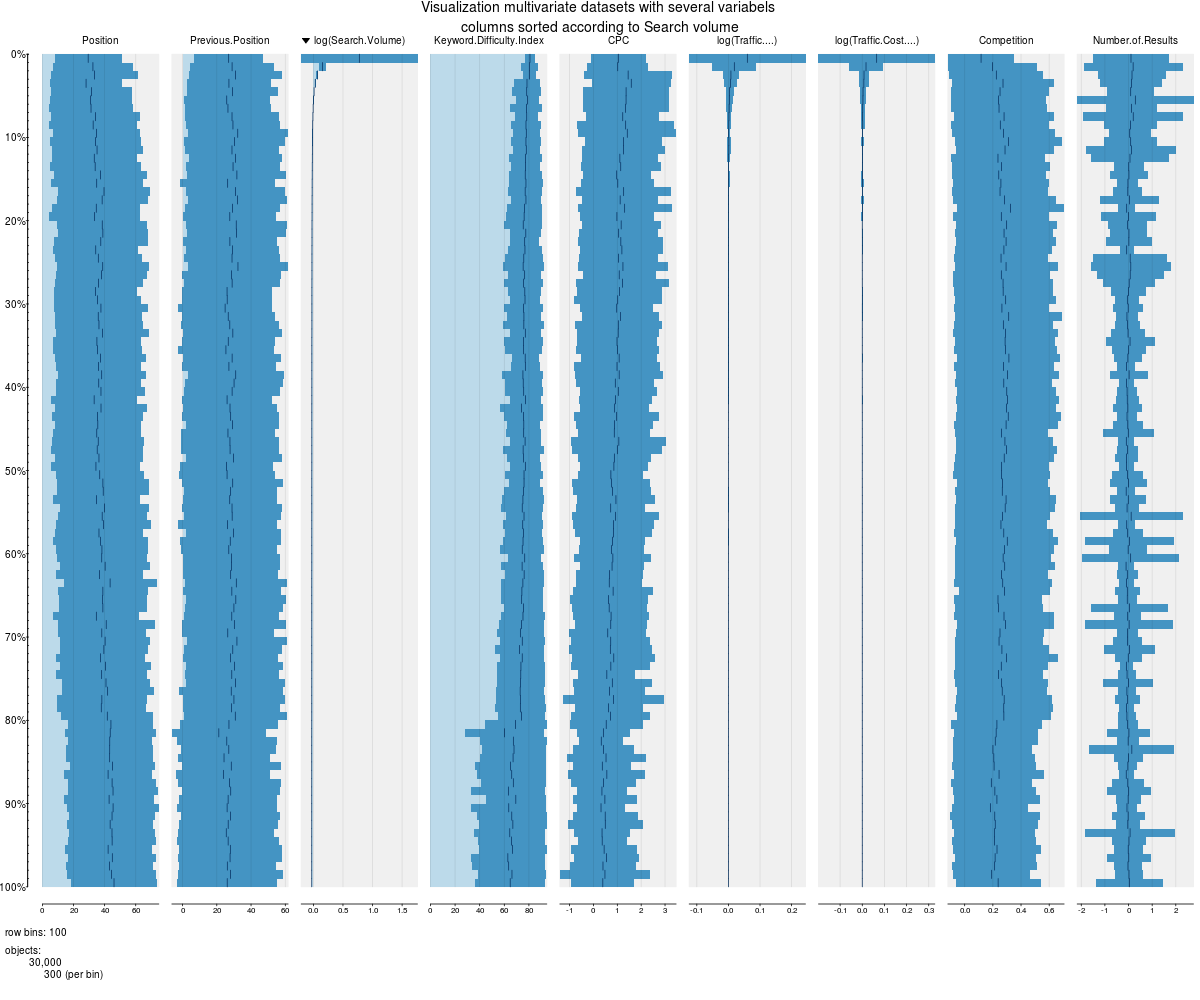 Visualization multivariate datasets with several variabels
columns sorted according to Search volume
Position Previous.Position log(Search.Volume) Keyword.Difficulty.Index CPC log(Traffic....) log(Traffic.Cost....) Competition Number.of.Results
0%
10%
20%
30%
40%
50%
60%
70%
80%
90%
100%
0 20 40 60 0 20 40 60 0.0 0.5 1.0 1.5 0 20 40 60 80 -1 0 1 2 3 -0.1 0.0 0.1 0.2 -0.1 0.0 0.1 0.2 0.3 0.0 0.2 0.4 0.6 -2 -1 0 1 2
row bins: 100
objects:
30,000
300 (per bin)